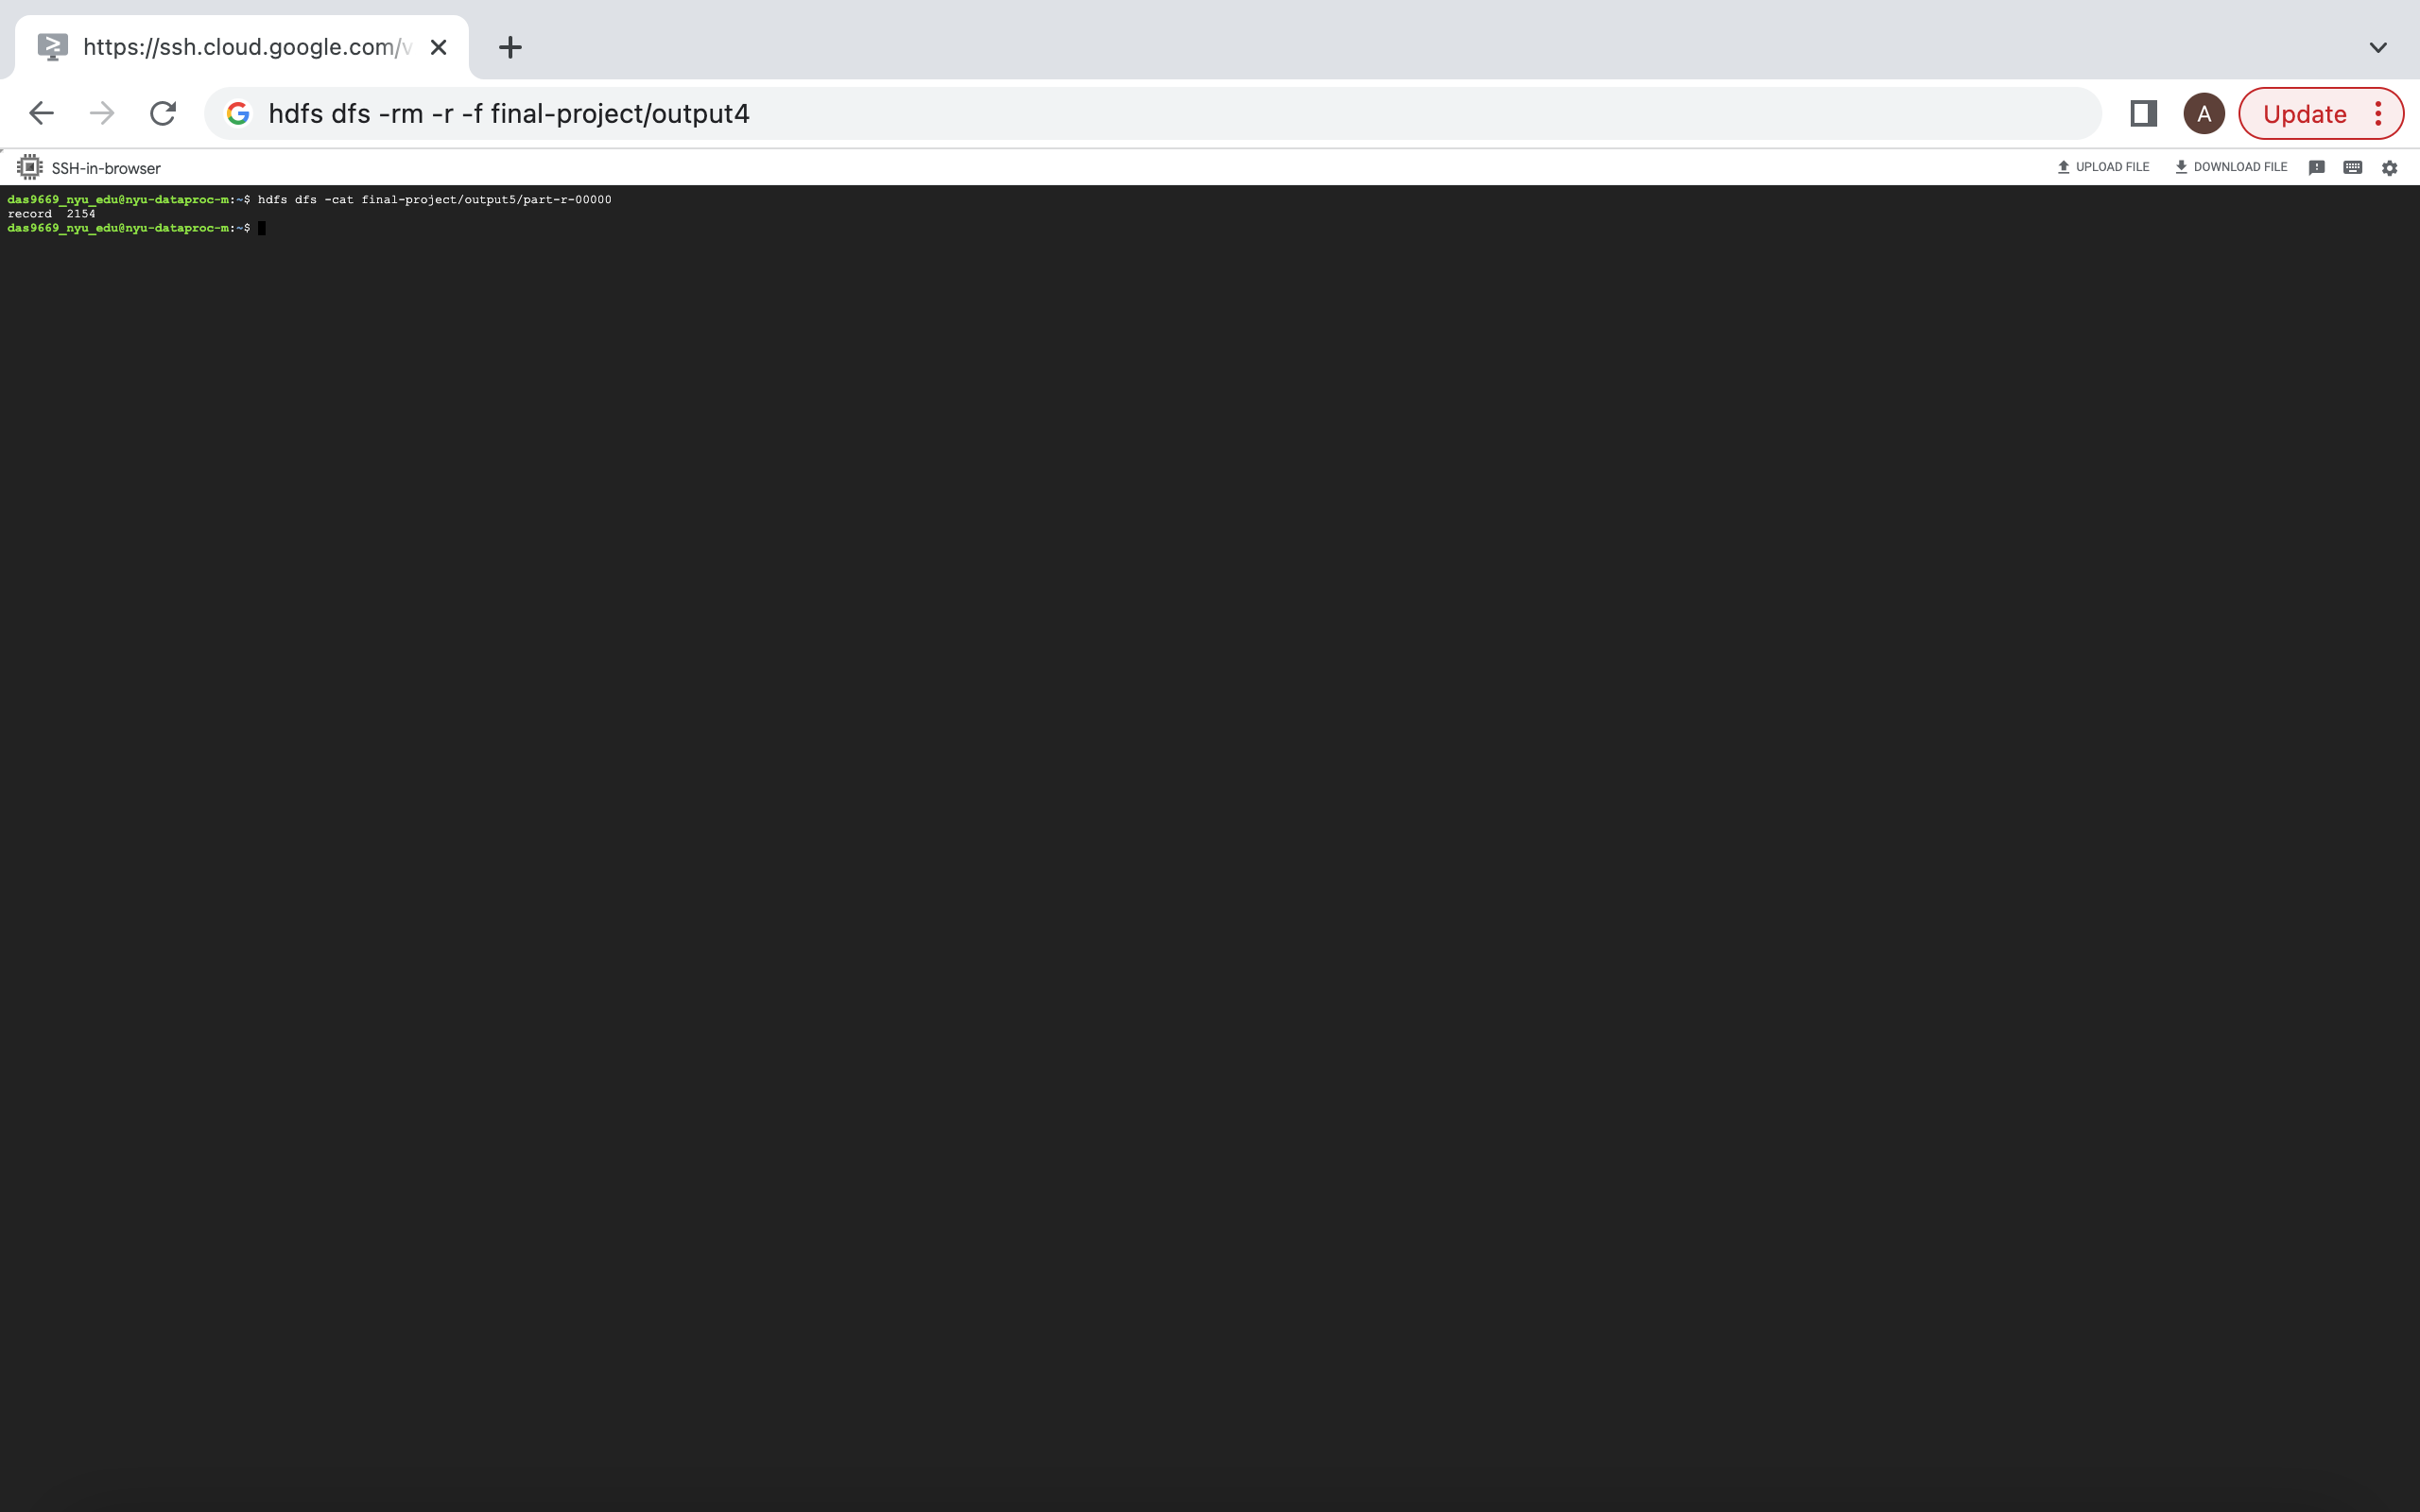 https://ssh.cloud.google.com/v
hdfs dfs -rm -r -f final-project/output4
A
Update
SSH-in-browser
UPLOAD FILE
DOWNLOAD FILE
das9669_nyu_edu@nyu-dataproc-m:~$ hdfs dfs -cat final-project/output5/part-r-00000
record  2154
das9669_nyu_edu@nyu-dataproc-m:~$